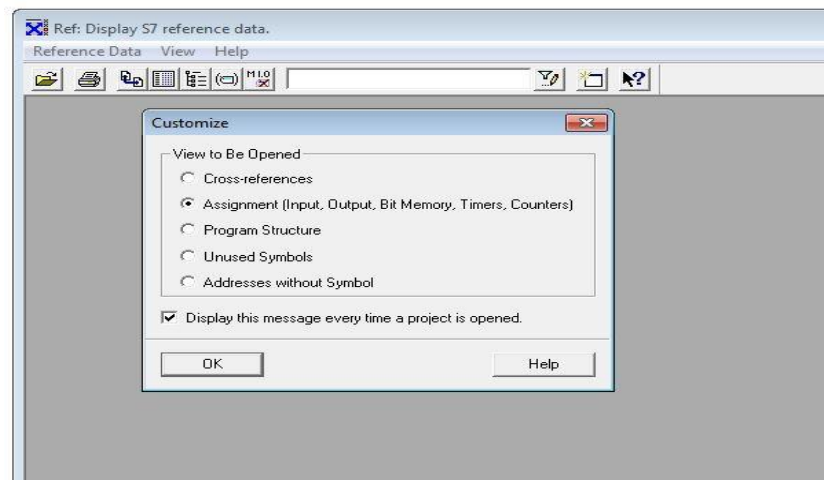 Ref: Display S7 reference data.
Reference Data View Help
M I.O
Customize
View to Be Opened
Cross-references
Assignment (Input, Output, Bit Memory, Timers, Counters)
Program Structure
Unused Symbols
Addresses without Symbol
Display this message every time a project is opened.
OK Help